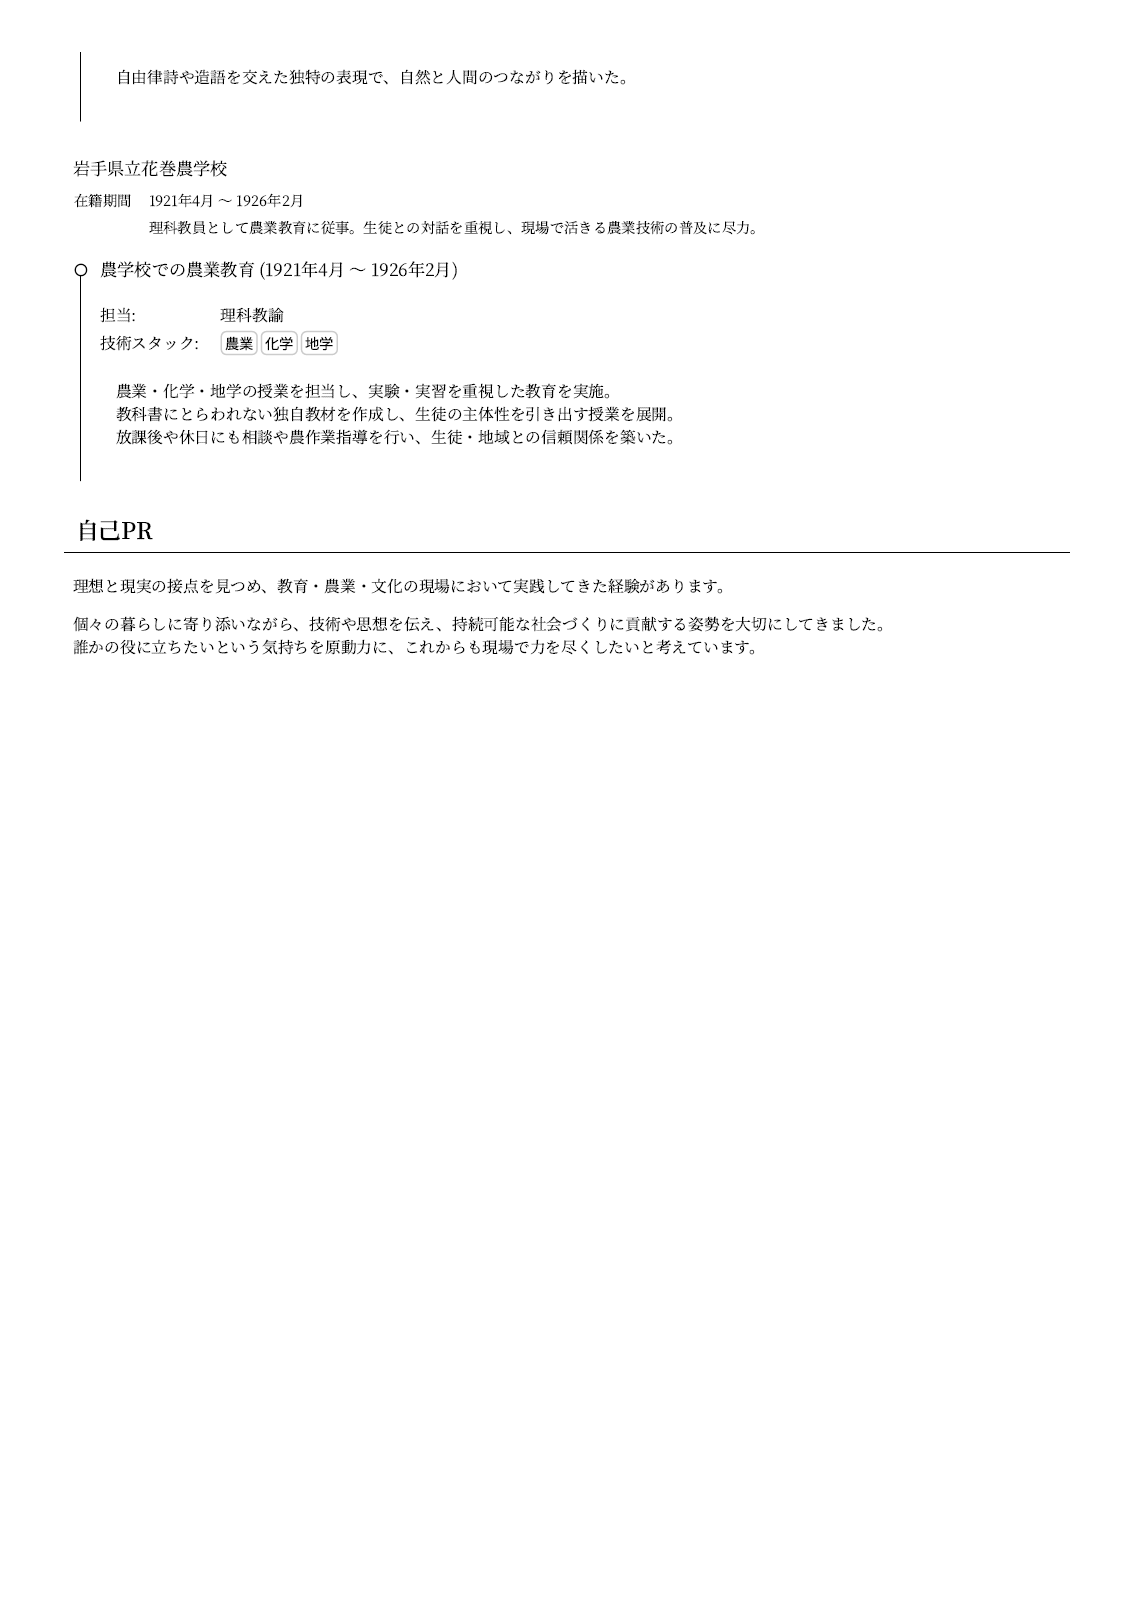 自由律詩や造語を交えた独特の表現で、自然と人間のつながりを描いた。
岩手県立花巻農学校
在籍期間 1921年4月 〜 1926年2月
理科教員として農業教育に従事。生徒との対話を重視し、現場で活きる農業技術の普及に尽力。
農学校での農業教育 (1921年4月 〜 1926年2月)
担当: 理科教諭
技術スタック: 農業 化学 地学
農業・化学・地学の授業を担当し、実験・実習を重視した教育を実施。
教科書にとらわれない独自教材を作成し、生徒の主体性を引き出す授業を展開。
放課後や休日にも相談や農作業指導を行い、生徒・地域との信頼関係を築いた。
自己PR
理想と現実の接点を見つめ、教育・農業・文化の現場において実践してきた経験があります。
個々の暮らしに寄り添いながら、技術や思想を伝え、持続可能な社会づくりに貢献する姿勢を大切にしてきました。
誰かの役に立ちたいという気持ちを原動力に、これからも現場で力を尽くしたいと考えています。